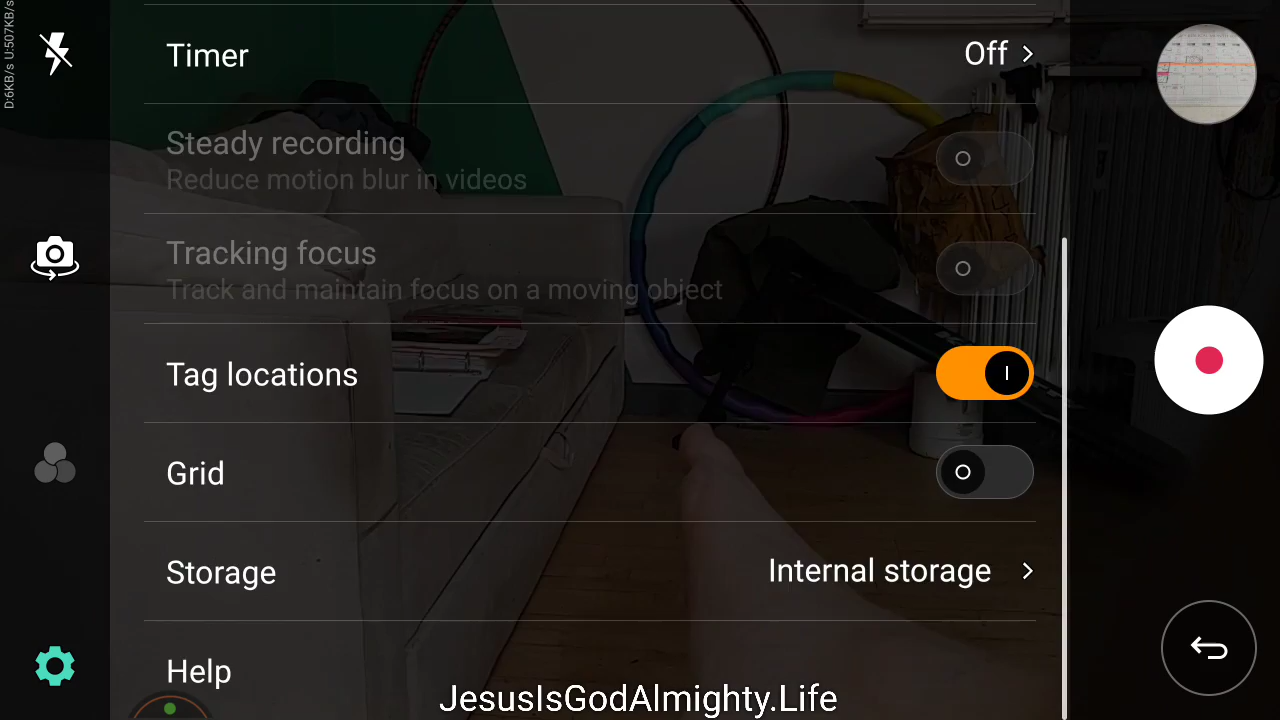 D:6KB/s U:507KB/s
Timer Off
Steady recording
Reduce motion blur in videos
Tracking focus
Track and maintain focus on a moving object
Tag locations
Grid
Storage Internal storage
Help
JesusIsGodAlmighty.Life